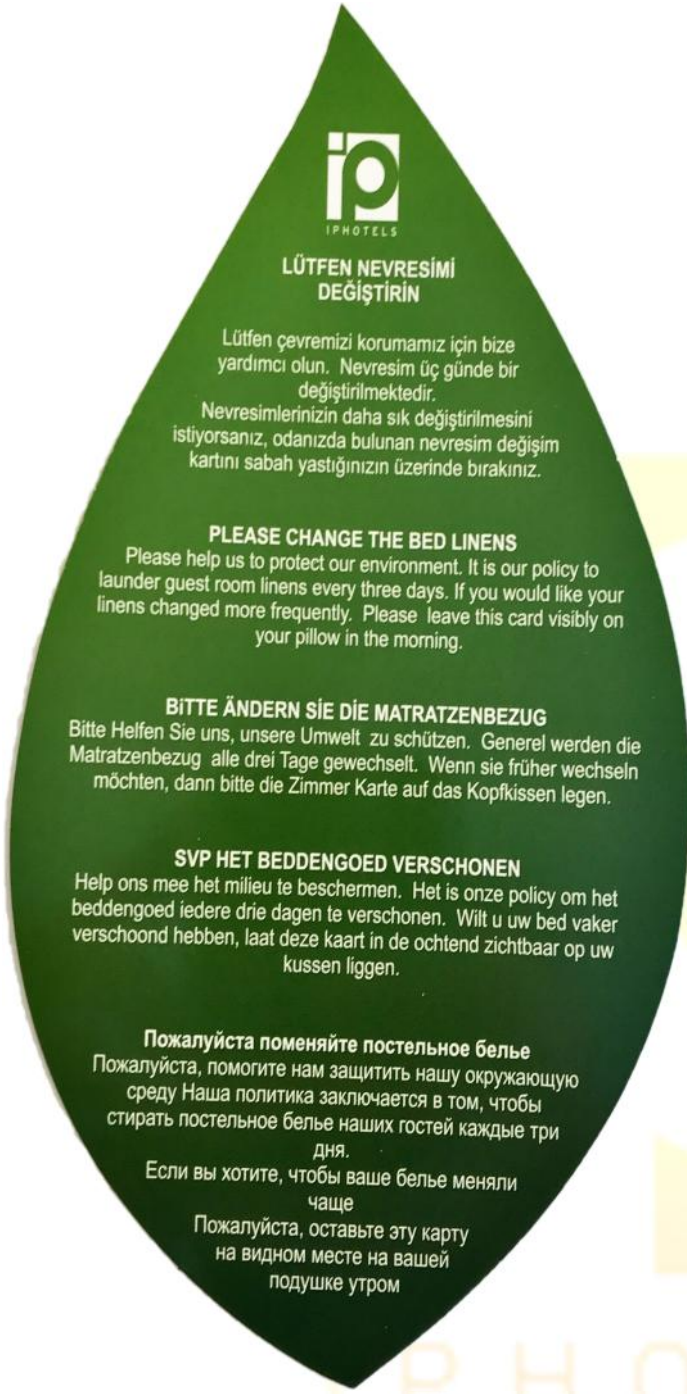 ip
IPHOTELS
LÜTFEN NEVRESİMİ
DEĞİŞTİRİN
Lütfen çevremizi korumamız için bize
yardımcı olun. Nevresim üç günde bir
değiştirilmektedir.
Nevresimlerinizin daha sık değiştirilmesini
istiyorsanız, odanızda bulunan nevresim değişim
kartını sabah yastığınızın üzerinde bırakınız.
PLEASE CHANGE THE BED LINENS
Please help us to protect our environment. It is our policy to
launder guest room linens every three days. If you would like your
linens changed more frequently. Please leave this card visibly on
your pillow in the morning.
BiTTE ÄNDERN SİE DİE MATRATZENBEZUG
Bitte Helfen Sie uns, unsere Umwelt zu schützen. Generel werden die
Matratzenbezug alle drei Tage gewechselt. Wenn sie früher wechseln
möchten, dann bitte die Zimmer Karte auf das Kopfkissen legen.
SVP HET BEDDENGOED VERSCHONEN
Help ons mee het milieu te beschermen. Het is onze policy om het
beddengoed iedere drie dagen te verschonen. Wilt u uw bed vaker
verschoond hebben, laat deze kaart in de ochtend zichtbaar op uw
kussen liggen.
Пожалуйста поменяйте постельное белье
Пожалуйста, помогите нам защитить нашу окружающую
среду Наша политика заключается в том, чтобы
стирать постельное белье наших гостей каждые три
дня.
Если вы хотите, чтобы ваше белье меняли
чаще
Пожалуйста, оставьте эту карту
на видном месте на вашей
подушке утром